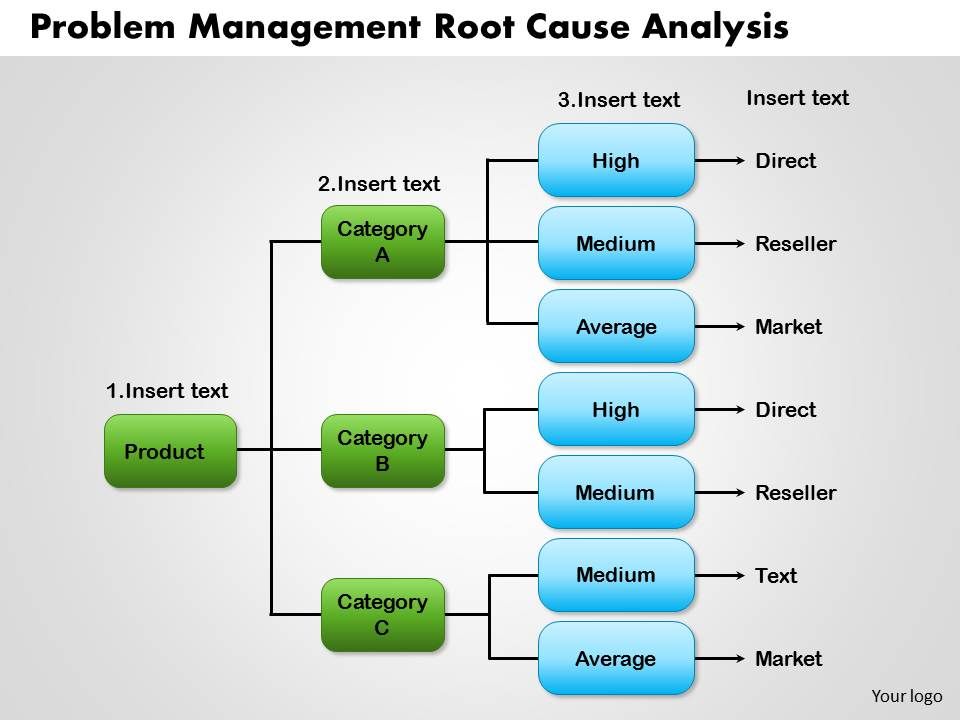 Problem Management Root Cause Analysis
3.Insert text
Insert text
High
Direct
2.Insert text
Category
A
Medium
Reseller
Average
Market
1.Insert text
Product
Category
B
High
Direct
Medium
Reseller
Category
C
Medium
Text
Average
Market
Your logo